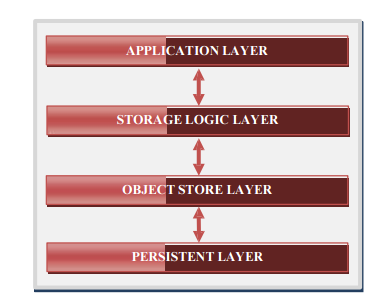 APPLICATION LAYER
STORAGE LOGIC LAYER
OBJECT STORE LAYER
PERSISTENT LAYER